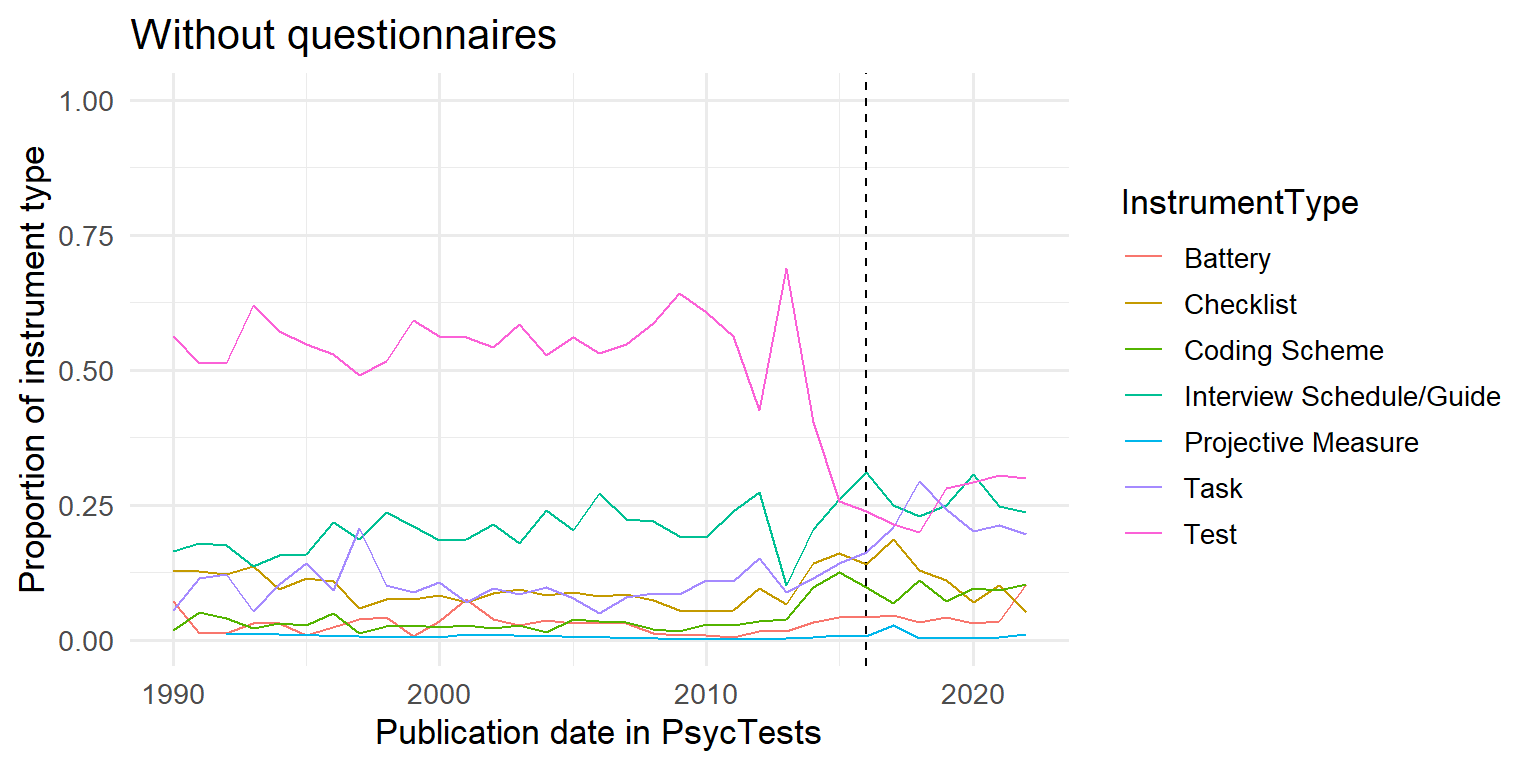 Without questionnaires
Proportion of instrument type
1.00
0.75
0.50
0.25
0.00
1990
2000
2010
2020
Publication date in PsycTests
InstrumentType
Battery
Checklist
Coding Scheme
Interview Schedule/Guide
Projective Measure
Task
Test